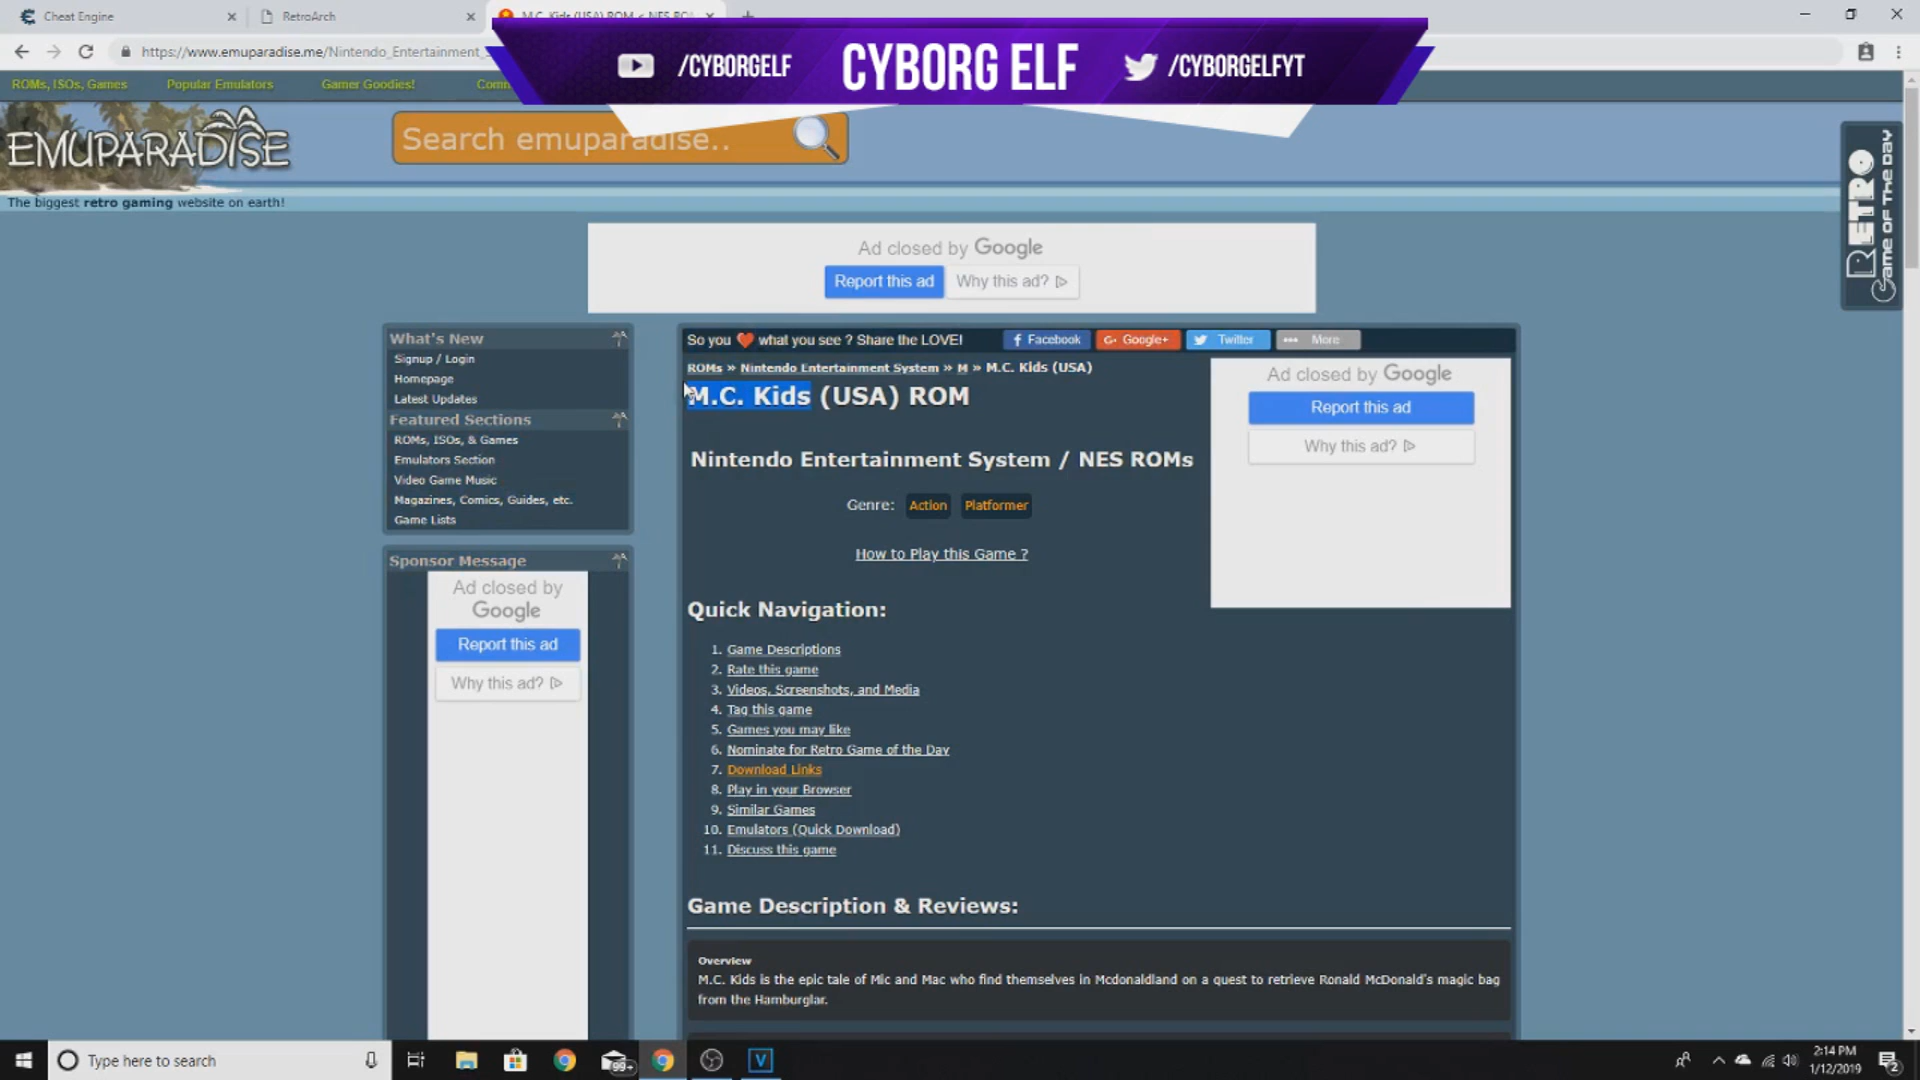 Cheat Engine
RetroArch
M.C. Kids (USA) ROM < NES RO
https://www.emuparadise.me/Nintendo_Entertainment_
/CYBORGELF
CYBORG ELF
/CYBORGELFYT
ROMs, ISOs, Games
Popular Emulators
Gamer Goodies!
EMUPARADISE
Search emuparadise..
The biggest retro gaming website on earth!
RETRO
Game OF THE DAY
Ad closed by Google
Report this ad
Why this ad?
What's New
Signup / Login
Homepage
Latest Updates
Featured Sections
ROMs, ISOs, & Games
Emulators Section
Video Game Music
Magazines, Comics, Guides, etc.
Game Lists
Sponsor Message
Ad closed by
Google
Report this ad
Why this ad?
So you ❤ what you see ? Share the LOVE!
Facebook
G+ Google+
Twitter
More
ROMs » Nintendo Entertainment System » M » M.C. Kids (USA)
M.C. Kids (USA) ROM
Nintendo Entertainment System / NES ROMs
Genre: Action Platformer
How to Play this Game ?
Ad closed by Google
Report this ad
Why this ad?
Quick Navigation:
1. Game Descriptions
2. Rate this game
3. Videos, Screenshots, and Media
4. Tag this game
5. Games you may like
6. Nominate for Retro Game of the Day
7. Download Links
8. Play in your Browser
9. Similar Games
10. Emulators (Quick Download)
11. Discuss this game
Game Description & Reviews:
Overview
M.C. Kids is the epic tale of Mic and Mac who find themselves in Mcdonaldland on a quest to retrieve Ronald McDonald's magic bag
from the Hamburglar.
Type here to search
99+
V
2:14 PM
1/12/2019
2